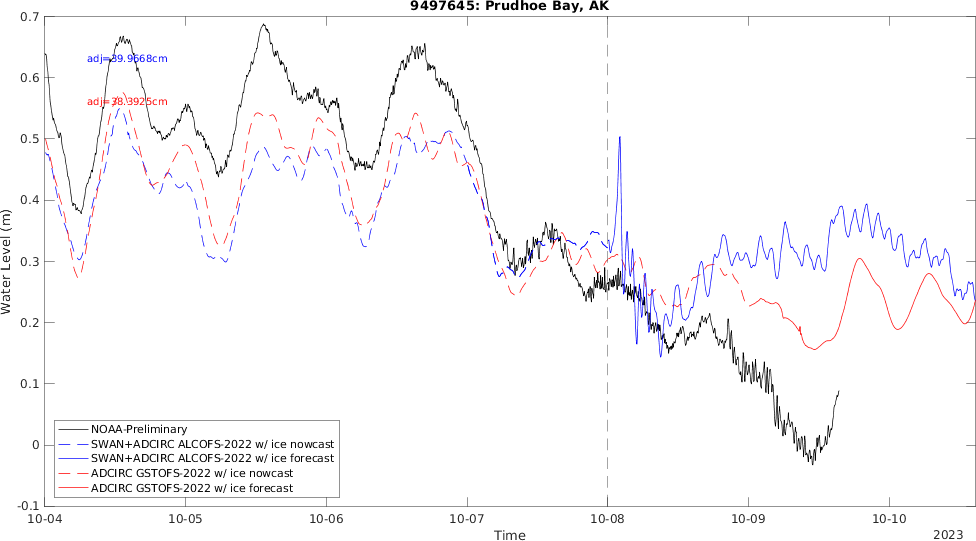 9497645: Prudhoe Bay, AK
0.7
0.6
0.5
0.4
0.3
0.2
0.1
0
-0.1
Water Level (m)
adj=39.9668cm
adj=38.3925cm
NOAA-Preliminary
SWAN+ADCIRC ALCOFS-2022 w/ ice nowcast
SWAN+ADCIRC ALCOFS-2022 w/ ice forecast
ADCIRC GSTOFS-2022 w/ ice nowcast
ADCIRC GSTOFS-2022 w/ ice forecast
10-04 10-05 10-06 10-07 10-08 10-09 10-10
Time
2023